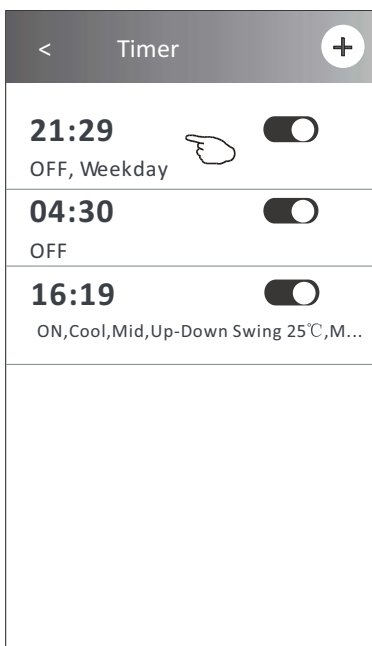 < Timer +
21:29
OFF, Weekday
04:30
OFF
16:19
ON,Cool,Mid,Up-Down Swing 25℃,M...